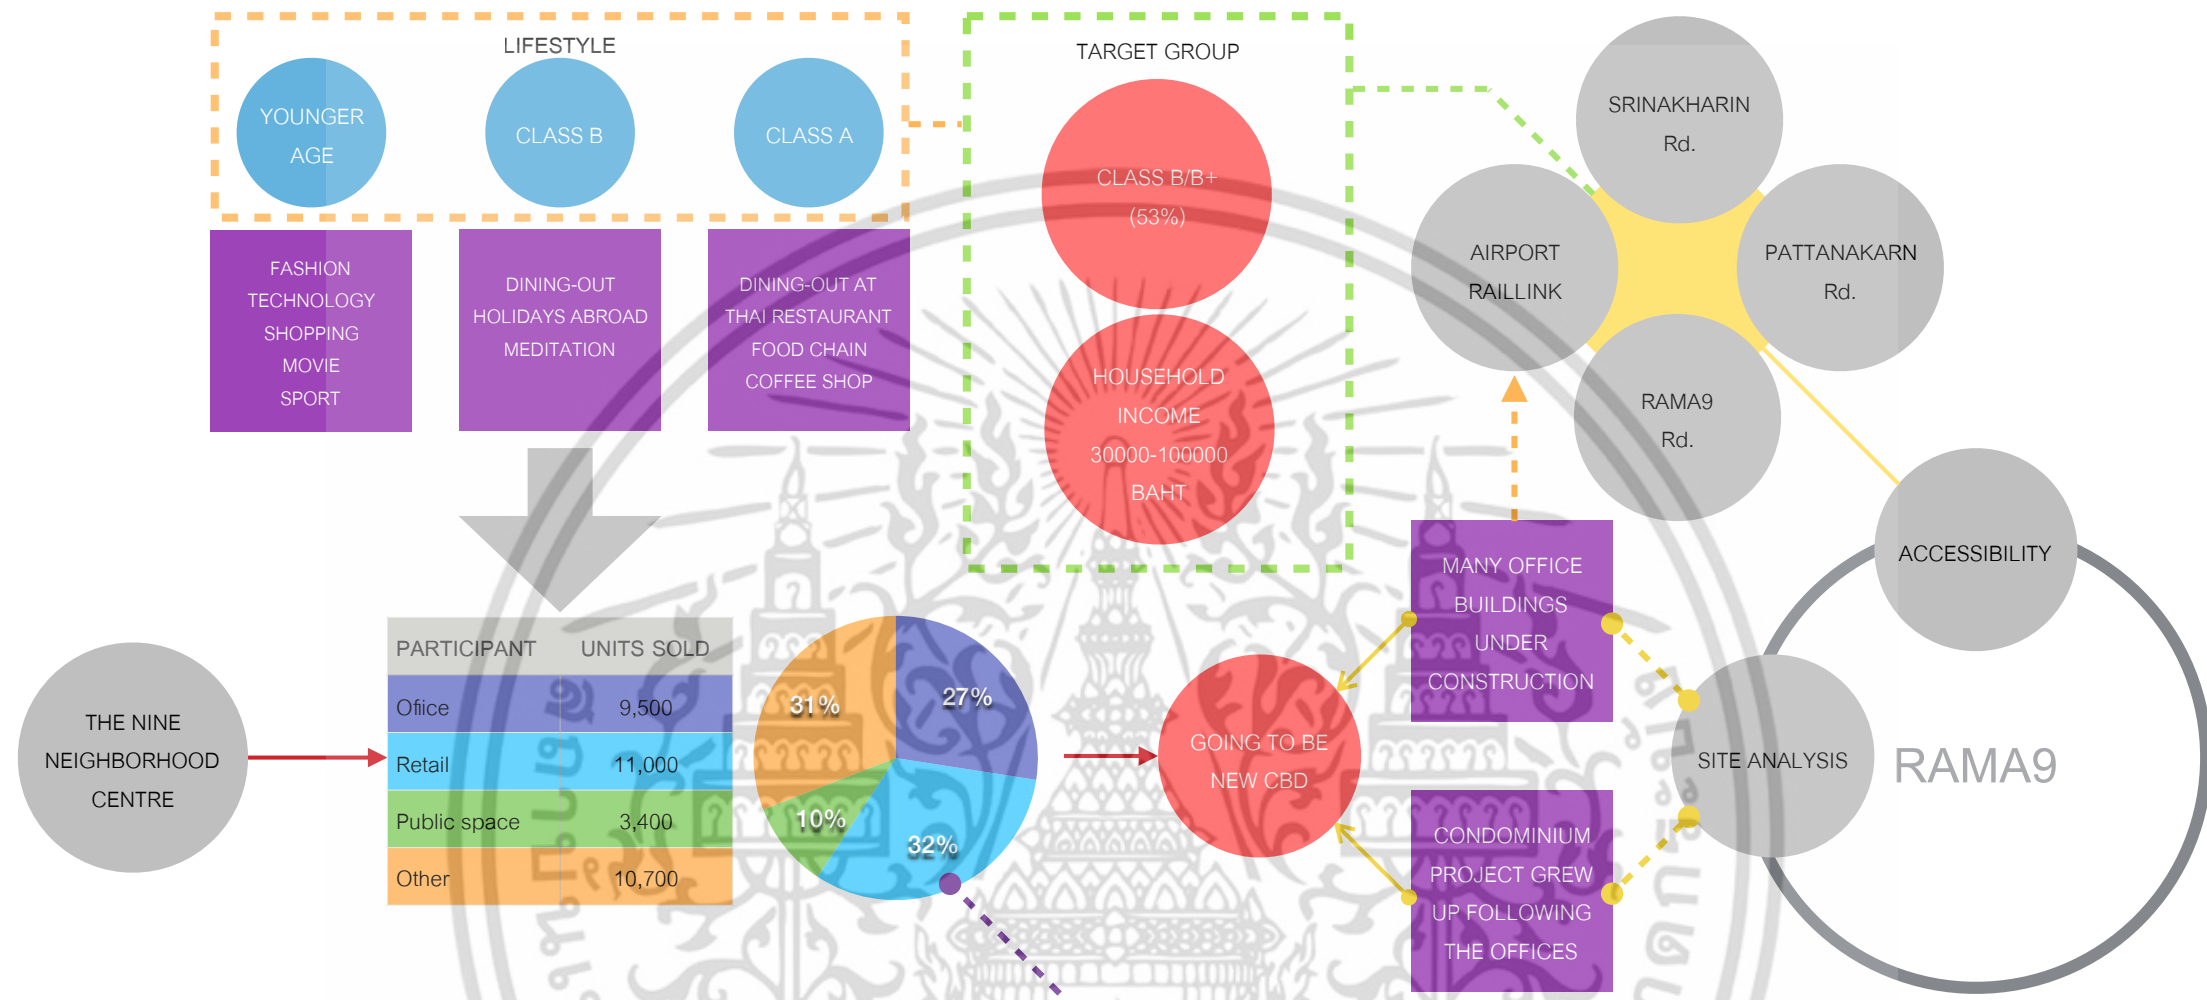 LIFESTYLE
YOUNGER
AGE
CLASS B
CLASS A
FASHION
TECHNOLOGY
SHOPPING
MOVIE
SPORT
DINING-OUT
HOLIDAYS ABROAD
MEDITATION
DINING-OUT AT
THAI RESTAURANT
FOOD CHAIN
COFFEE SHOP
TARGET GROUP
CLASS B/B+
(53%)
HOUSEHOLD
INCOME
30000-100000
BAHT
SRINAKHARIN
Rd.
AIRPORT
RAILLINK
PATTANAKARN
Rd.
RAMA9
Rd.
ACCESSIBILITY
THE NINE
NEIGHBORHOOD
CENTRE
PARTICIPANT UNITS SOLD
Ofiice 9,500
Retail 11,000
Public space 3,400
Other 10,700
31%
27%
10%
32%
GOING TO BE
NEW CBD
MANY OFFICE
BUILDINGS
UNDER
CONSTRUCTION
CONDOMINIUM
PROJECT GREW
UP FOLLOWING
THE OFFICES
SITE ANALYSIS
RAMA9